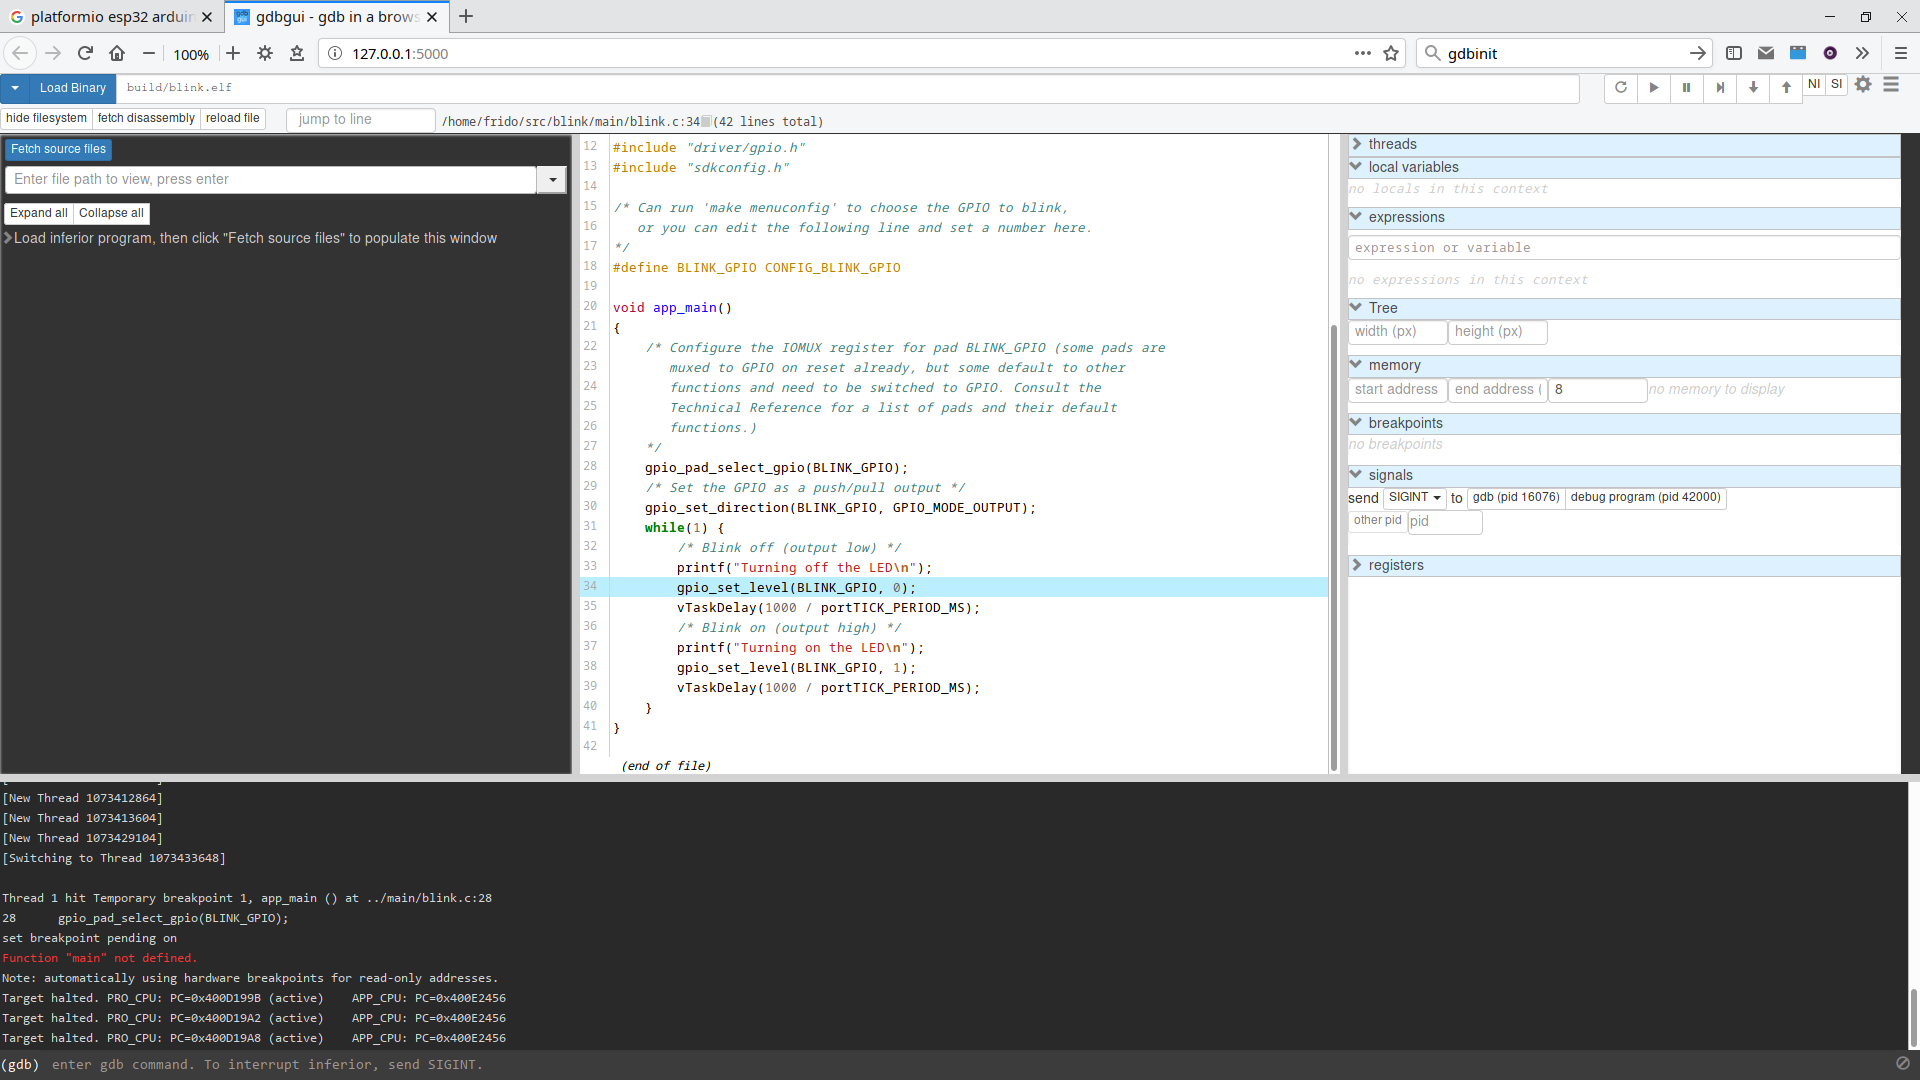 platformio esp32 arduin
gdbgui - gdb in a brows
100%
127.0.0.1:5000
gdbinit
Load Binary
build/blink.elf
NI
SI
hide filesystem
fetch disassembly
reload file
jump to line
/home/frido/src/blink/main/blink.c:34 (42 lines total)
Fetch source files
Enter file path to view, press enter
Expand all
Collapse all
Load inferior program, then click "Fetch source files" to populate this window
12 #include "driver/gpio.h"
13 #include "sdkconfig.h"
14
15 /* Can run 'make menuconfig' to choose the GPIO to blink,
16 or you can edit the following line and set a number here.
17 */
18 #define BLINK_GPIO CONFIG_BLINK_GPIO
19
20 void app_main()
21 {
22 /* Configure the IOMUX register for pad BLINK_GPIO (some pads are
23 muxed to GPIO on reset already, but some default to other
24 functions and need to be switched to GPIO. Consult the
25 Technical Reference for a list of pads and their default
26 functions.)
27 */
28 gpio_pad_select_gpio(BLINK_GPIO);
29 /* Set the GPIO as a push/pull output */
30 gpio_set_direction(BLINK_GPIO, GPIO_MODE_OUTPUT);
31 while(1) {
32 /* Blink off (output low) */
33 printf("Turning off the LED\n");
34 gpio_set_level(BLINK_GPIO, 0);
35 vTaskDelay(1000 / portTICK_PERIOD_MS);
36 /* Blink on (output high) */
37 printf("Turning on the LED\n");
38 gpio_set_level(BLINK_GPIO, 1);
39 vTaskDelay(1000 / portTICK_PERIOD_MS);
40 }
41 }
42
(end of file)
threads
local variables
no locals in this context
expressions
expression or variable
no expressions in this context
Tree
width (px)
height (px)
memory
start address
end address (
8
no memory to display
breakpoints
no breakpoints
signals
send SIGINT to gdb (pid 16076) debug program (pid 42000)
other pid pid
registers
[New Thread 1073412864]
[New Thread 1073413604]
[New Thread 1073429104]
[Switching to Thread 1073433648]
Thread 1 hit Temporary breakpoint 1, app_main () at ../main/blink.c:28
28 gpio_pad_select_gpio(BLINK_GPIO);
set breakpoint pending on
Function "main" not defined.
Note: automatically using hardware breakpoints for read-only addresses.
Target halted. PRO_CPU: PC=0x400D199B (active) APP_CPU: PC=0x400E2456
Target halted. PRO_CPU: PC=0x400D19A2 (active) APP_CPU: PC=0x400E2456
Target halted. PRO_CPU: PC=0x400D19A8 (active) APP_CPU: PC=0x400E2456
(gdb) enter gdb command. To interrupt inferior, send SIGINT.